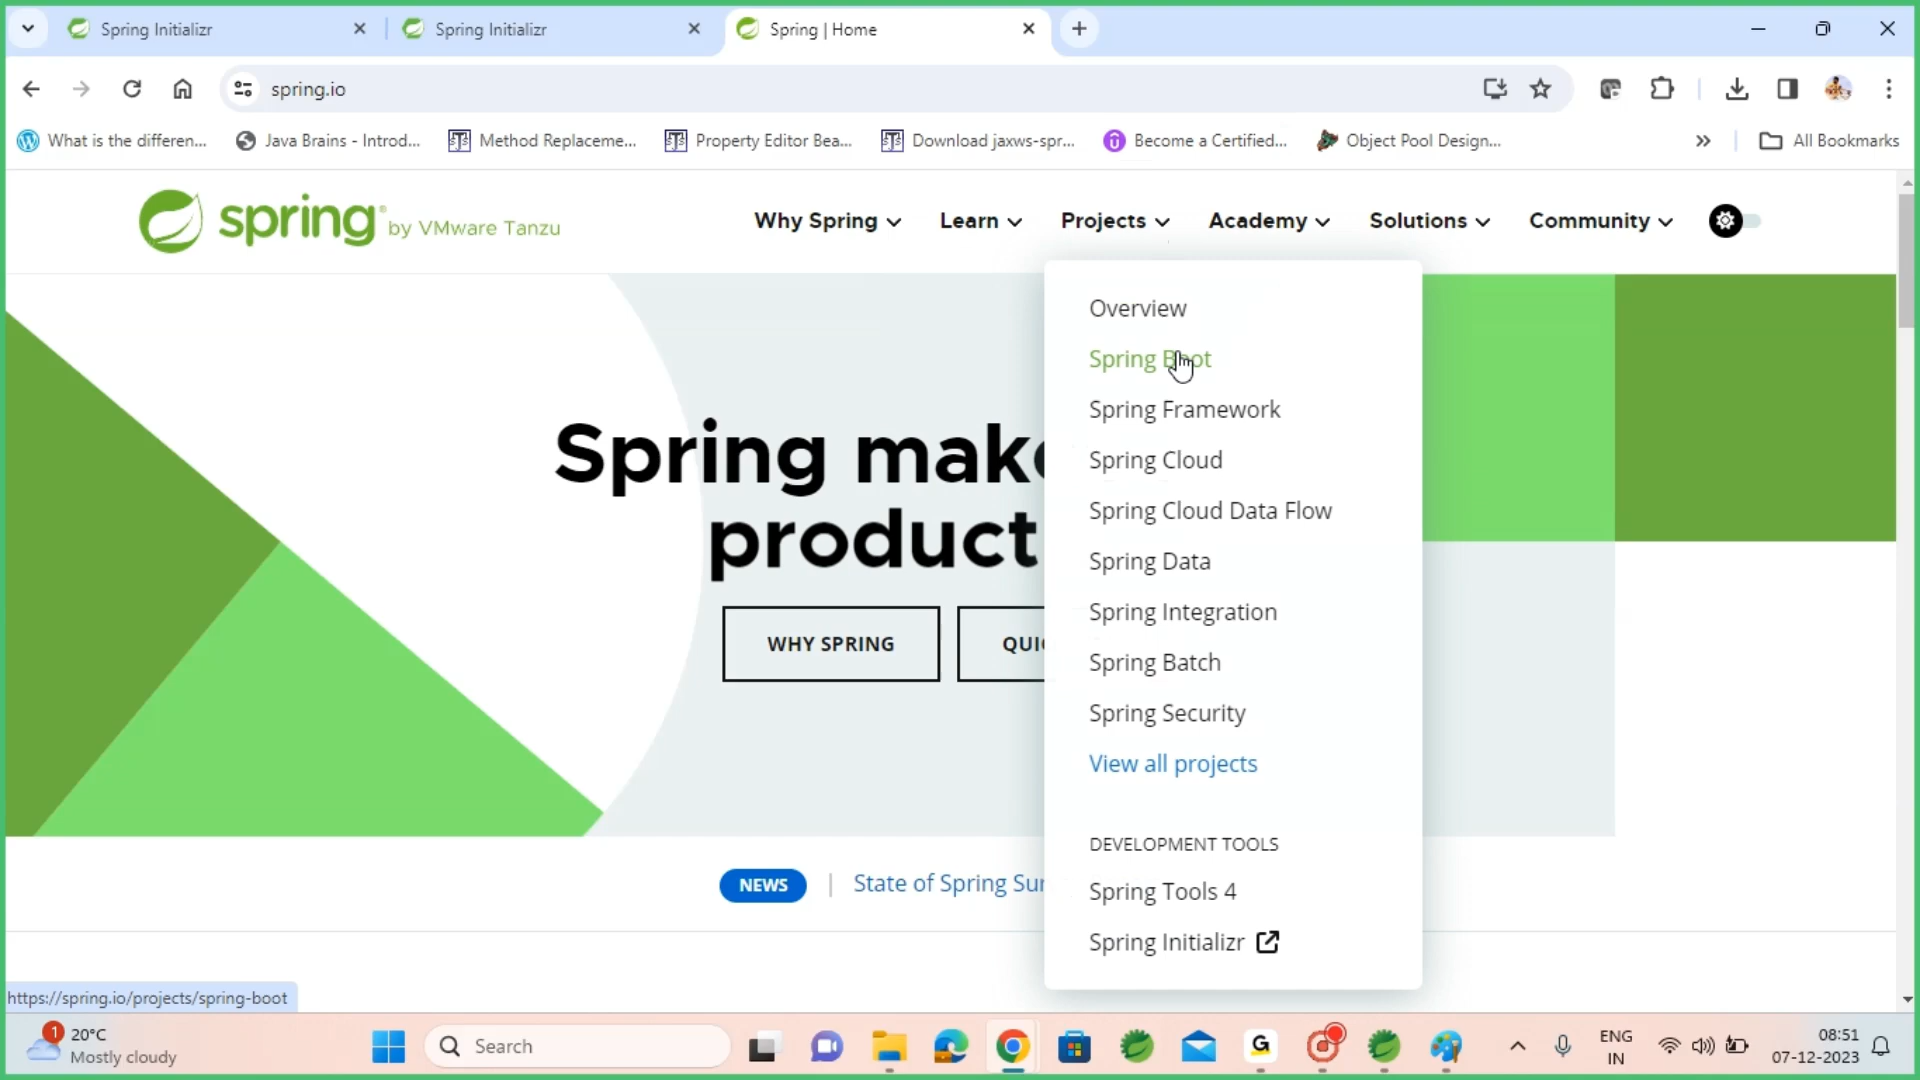 Spring Initializr
Spring Initializr
Spring | Home
spring.io
What is the differen...
Java Brains - Introd...
Method Replaceme...
Property Editor Bea...
Download jaxws-spr...
Become a Certified...
Object Pool Design...
All Bookmarks
spring by VMware Tanzu
Why Spring
Learn
Projects
Academy
Solutions
Community
Overview
Spring Boot
Spring Framework
Spring Cloud
Spring Cloud Data Flow
Spring Data
Spring Integration
Spring Batch
Spring Security
View all projects
DEVELOPMENT TOOLS
Spring Tools 4
Spring Initializr
Spring make
product
WHY SPRING
QUI
NEWS
State of Spring Sur
https://spring.io/projects/spring-boot
1
20°C
Mostly cloudy
Search
G
ENG
IN
08:51
07-12-2023